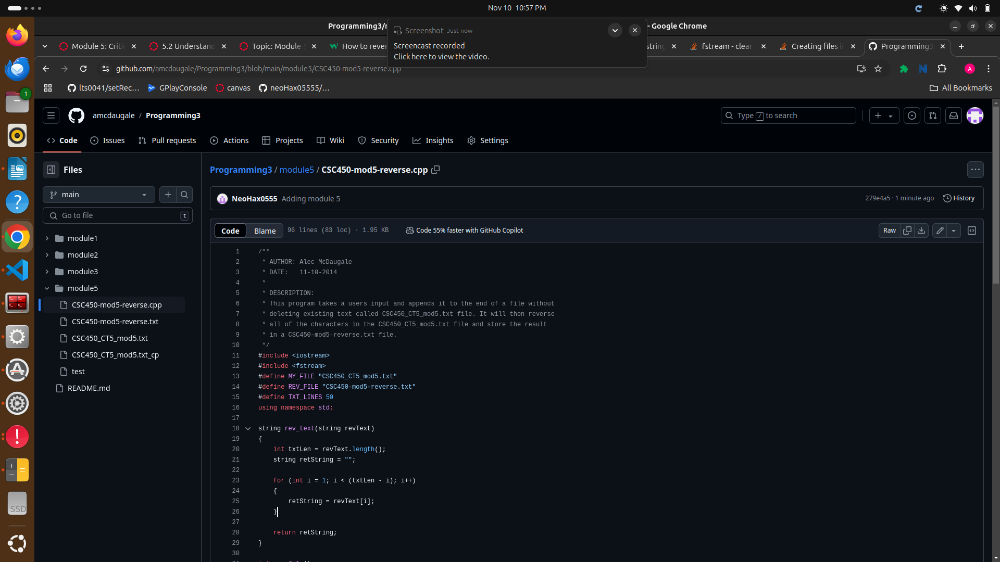 Nov 10 10:57 PM
Programming3/
- Google Chrome
Screenshot Just now
Screencast recorded
Click here to view the video.
Module 5: Criti
5.2 Understand
Topic: Module
How to rever
string
fstream - clear
Creating files i
Programming3
github.com/amcdaugale/Programming3/blob/main/module5/CSC450-mod5-reverse.cpp
A
lts0041/setRec...
GPlayConsole
canvas
neoHax05555/...
All Bookmarks
amcdaugale / Programming3
Type / to search
Code
Issues
Pull requests
Actions
Projects
Wiki
Security
Insights
Settings
Files
main
Go to file
t
module1
module2
module3
module5
CSC450-mod5-reverse.cpp
CSC450-mod5-reverse.txt
CSC450_CT5_mod5.txt
CSC450_CT5_mod5.txt_cp
test
README.md
1
SSD
Programming3 / module5 / CSC450-mod5-reverse.cpp
NeoHax0555 Adding module 5
279e4a5 · 1 minute ago
History
Code
Blame
96 lines (83 loc) · 1.95 KB
Code 55% faster with GitHub Copilot
Raw
1 /**
2 * AUTHOR: Alec McDaugale
3 * DATE: 11-10-2014
4 *
5 * DESCRIPTION:
6 * This program takes a users input and appends it to the end of a file without
7 * deleting existing text called CSC450_CT5_mod5.txt file. It will then reverse
8 * all of the characters in the CSC450_CT5_mod5.txt file and store the result
9 * in a CSC450-mod5-reverse.txt file.
10 */
11 #include <iostream>
12 #include <fstream>
13 #define MY_FILE "CSC450_CT5_mod5.txt"
14 #define REV_FILE "CSC450-mod5-reverse.txt"
15 #define TXT_LINES 50
16 using namespace std;
17
18 string rev_text(string revText)
19 {
20 int txtLen = revText.length();
21 string retString = "";
22
23 for (int i = 1; i < (txtLen - i); i++)
24 {
25 retString = revText[i];
26 }
27
28 return retString;
29 }
30